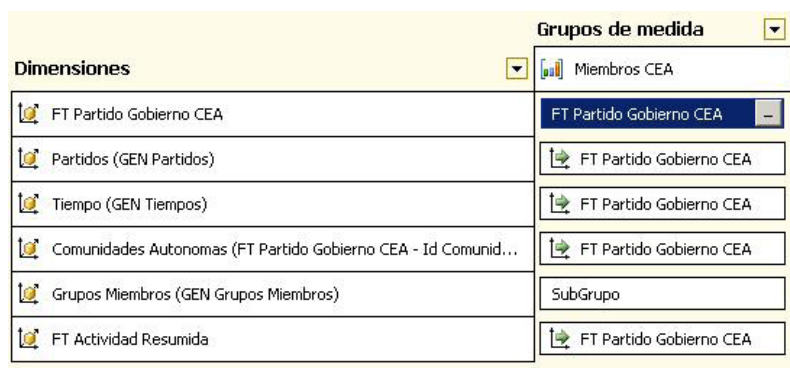 Grupos de medida
Dimensiones
Miembros CEA
FT Partido Gobierno CEA
FT Partido Gobierno CEA
Partidos (GEN Partidos)
FT Partido Gobierno CEA
Tiempo (GEN Tiempos)
FT Partido Gobierno CEA
Comunidades Autonomas (FT Partido Gobierno CEA - Id Comunid...
FT Partido Gobierno CEA
Grupos Miembros (GEN Grupos Miembros)
SubGrupo
FT Actividad Resumida
FT Partido Gobierno CEA